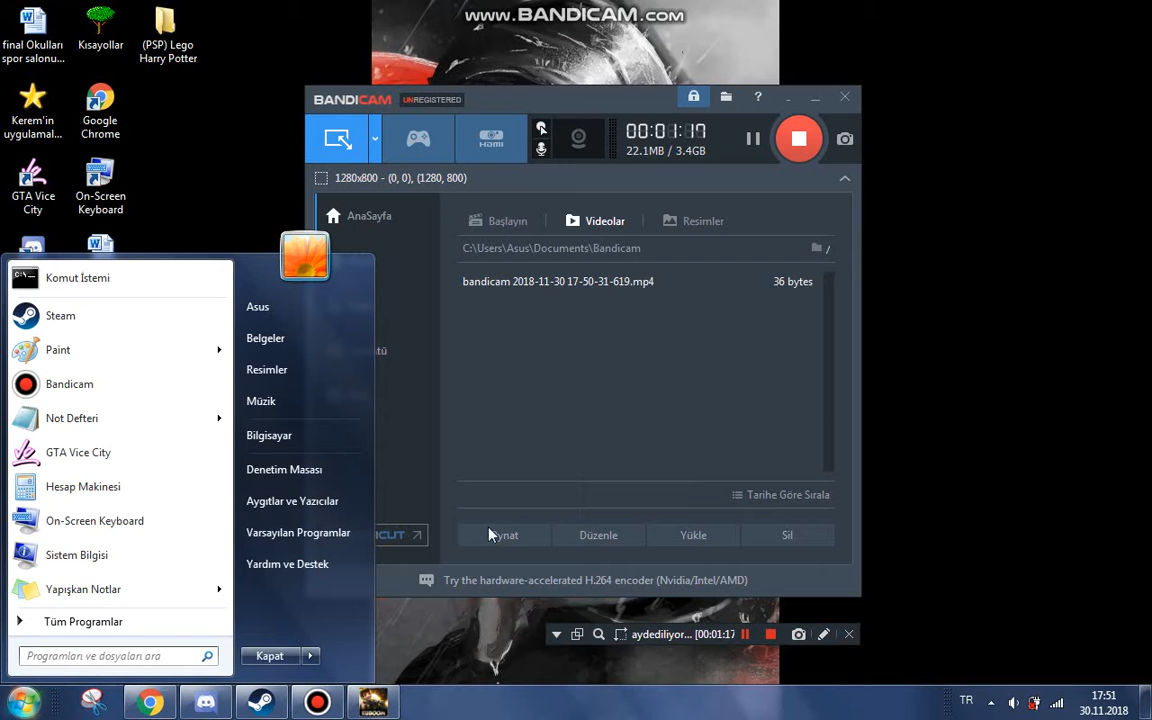 www.BANDICAM.com
final Okulları
spor salonu...
Kısayollar
(PSP) Lego
Harry Potter
Kerem'in
uygulamal...
Google
Chrome
GTA Vice
City
On-Screen
Keyboard
BANDICAM UNREGISTERED
?
HDMI
00:01:17
22.1MB / 3.4GB
1280x800 - (0, 0), (1280, 800)
AnaSayfa
Başlayın
Videolar
Resimler
C:\Users\Asus\Documents\Bandicam
/
bandicam 2018-11-30 17-50-31-619.mp4
36 bytes
Tarihe Göre Sırala
Düzenle
Yükle
Sil
Try the hardware-accelerated H.264 encoder (Nvidia/Intel/AMD)
aydediliyor... [00:01:17
Komut İstemi
Steam
Paint
Bandicam
Not Defteri
GTA Vice City
Hesap Makinesi
On-Screen Keyboard
Sistem Bilgisi
Yapışkan Notlar
Tüm Programlar
Programları ve dosyaları ara
Asus
Belgeler
Resimler
Müzik
Bilgisayar
Denetim Masası
Aygıtlar ve Yazıcılar
Varsayılan Programlar
Yardım ve Destek
Kapat
TR
17:51
30.11.2018